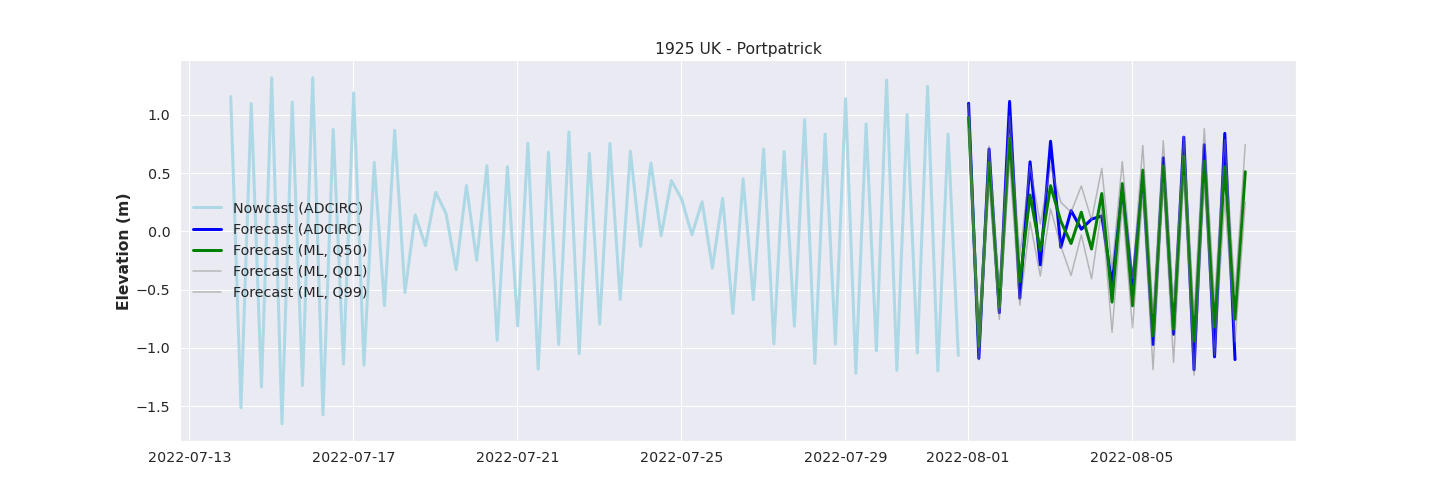 1925 UK - Portpatrick
Elevation (m)
1.0
0.5
0.0
−0.5
−1.0
−1.5
Nowcast (ADCIRC)
Forecast (ADCIRC)
Forecast (ML, Q50)
Forecast (ML, Q01)
Forecast (ML, Q99)
2022-07-13 2022-07-17 2022-07-21 2022-07-25 2022-07-29 2022-08-01 2022-08-05